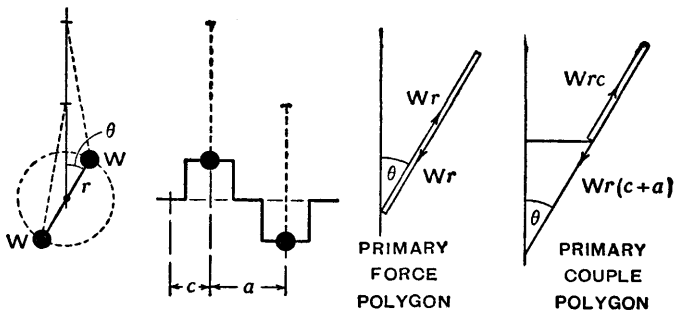 θ
W
r
W
c
a
Wr
θ
Wr
PRIMARY
FORCE
POLYGON
Wrc
Wr(c+a)
θ
PRIMARY
COUPLE
POLYGON